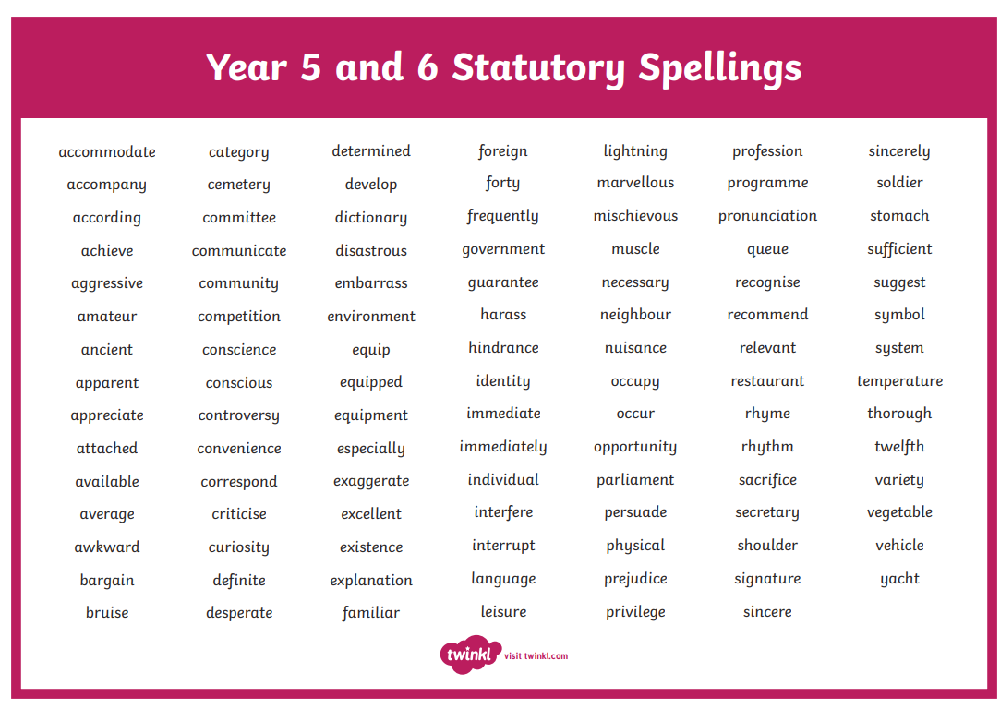 Year 5 and 6 Statutory Spellings
accommodate category determined foreign lightning profession sincerely
accompany cemetery develop forty marvellous programme soldier
according committee dictionary frequently mischievous pronunciation stomach
achieve communicate disastrous government muscle queue sufficient
aggressive community embarrass guarantee necessary recognise suggest
amateur competition environment harass neighbour recommend symbol
ancient conscience equip hindrance nuisance relevant system
apparent conscious equipped identity occupy restaurant temperature
appreciate controversy equipment immediate occur rhyme thorough
attached convenience especially immediately opportunity rhythm twelfth
available correspond exaggerate individual parliament sacrifice variety
average criticise excellent interfere persuade secretary vegetable
awkward curiosity existence interrupt physical shoulder vehicle
bargain definite explanation language prejudice signature yacht
bruise desperate familiar leisure privilege sincere
twinkl visit twinkl.com